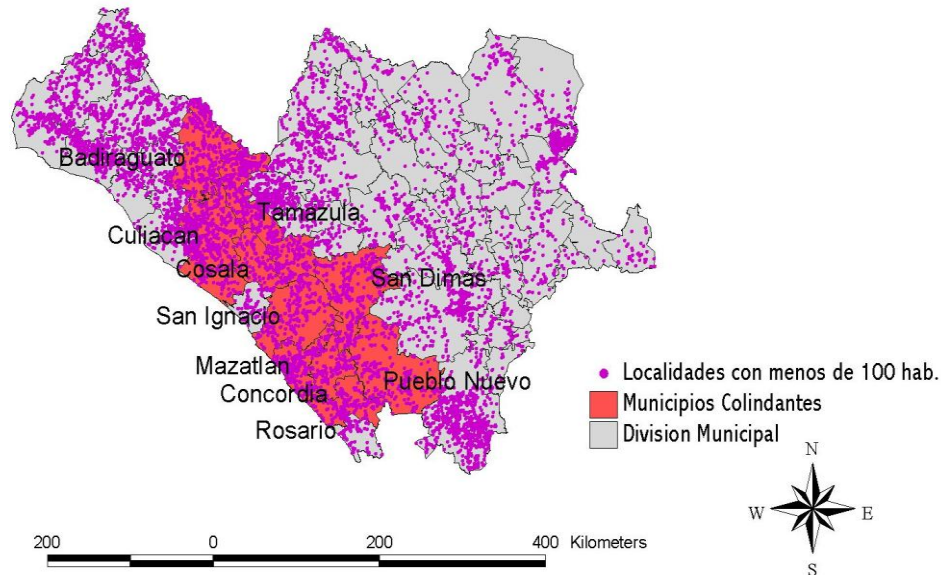 Badiraguato
Tamazula
Culiacan
Cosala
San Dimas
San Ignacio
Mazatlan
Pueblo Nuevo
Concordia
Rosario
Localidades con menos de 100 hab.
Municipios Colindantes
Division Municipal
N
W E
S
200 0 200 400 Kilometers